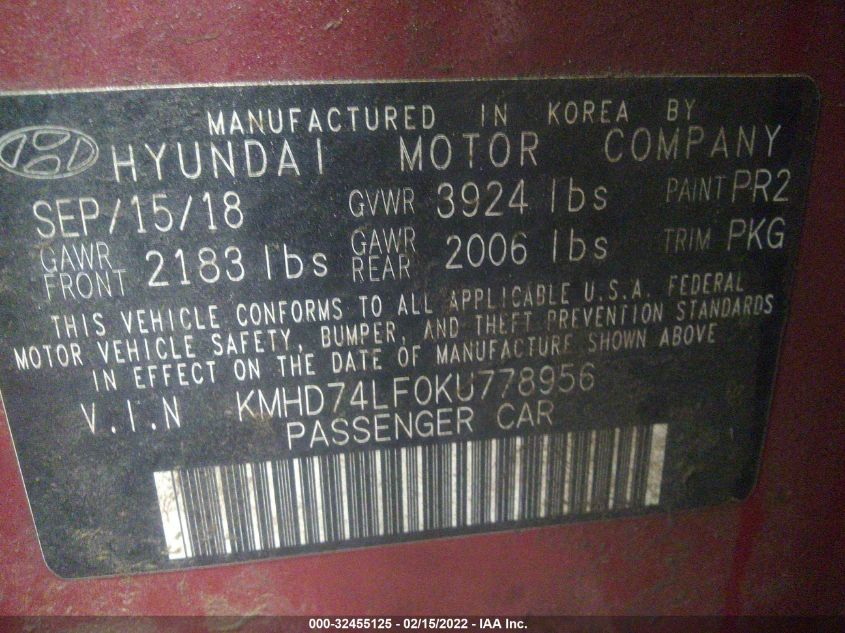 MANUFACTURED IN KOREA BY
HYUNDAI MOTOR COMPANY
SEP/15/18 GVWR 3924 lbs PAINT PR2
GAWR FRONT 2183 lbs GAWR REAR 2006 lbs TRIM PKG
THIS VEHICLE CONFORMS TO ALL APPLICABLE U.S.A. FEDERAL
MOTOR VEHICLE SAFETY, BUMPER, AND THEFT PREVENTION STANDARDS
IN EFFECT ON THE DATE OF MANUFACTURE SHOWN ABOVE
V.I.N KMHD74LF0KU778956
PASSENGER CAR
000-32455125 - 02/15/2022 - IAA Inc.